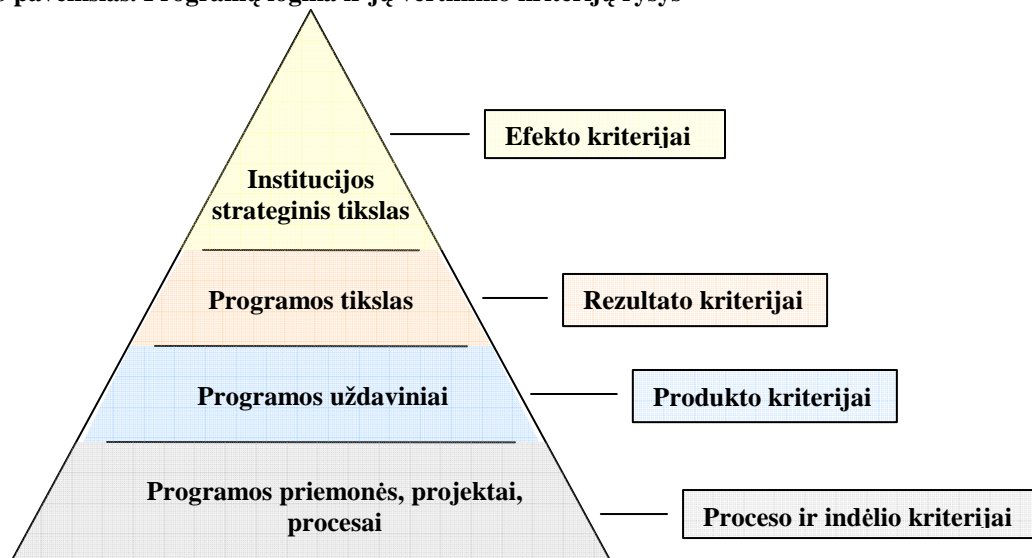 paveikslas. Programų logika ir jų vertinimo kriterijų ryšys
Efekto kriterijai
Institucijos
strateginis tikslas
Programos tikslas
Rezultato kriterijai
Programos uždaviniai
Produkto kriterijai
Programos priemonės, projektai,
procesai
Proceso ir indėlio kriterijai